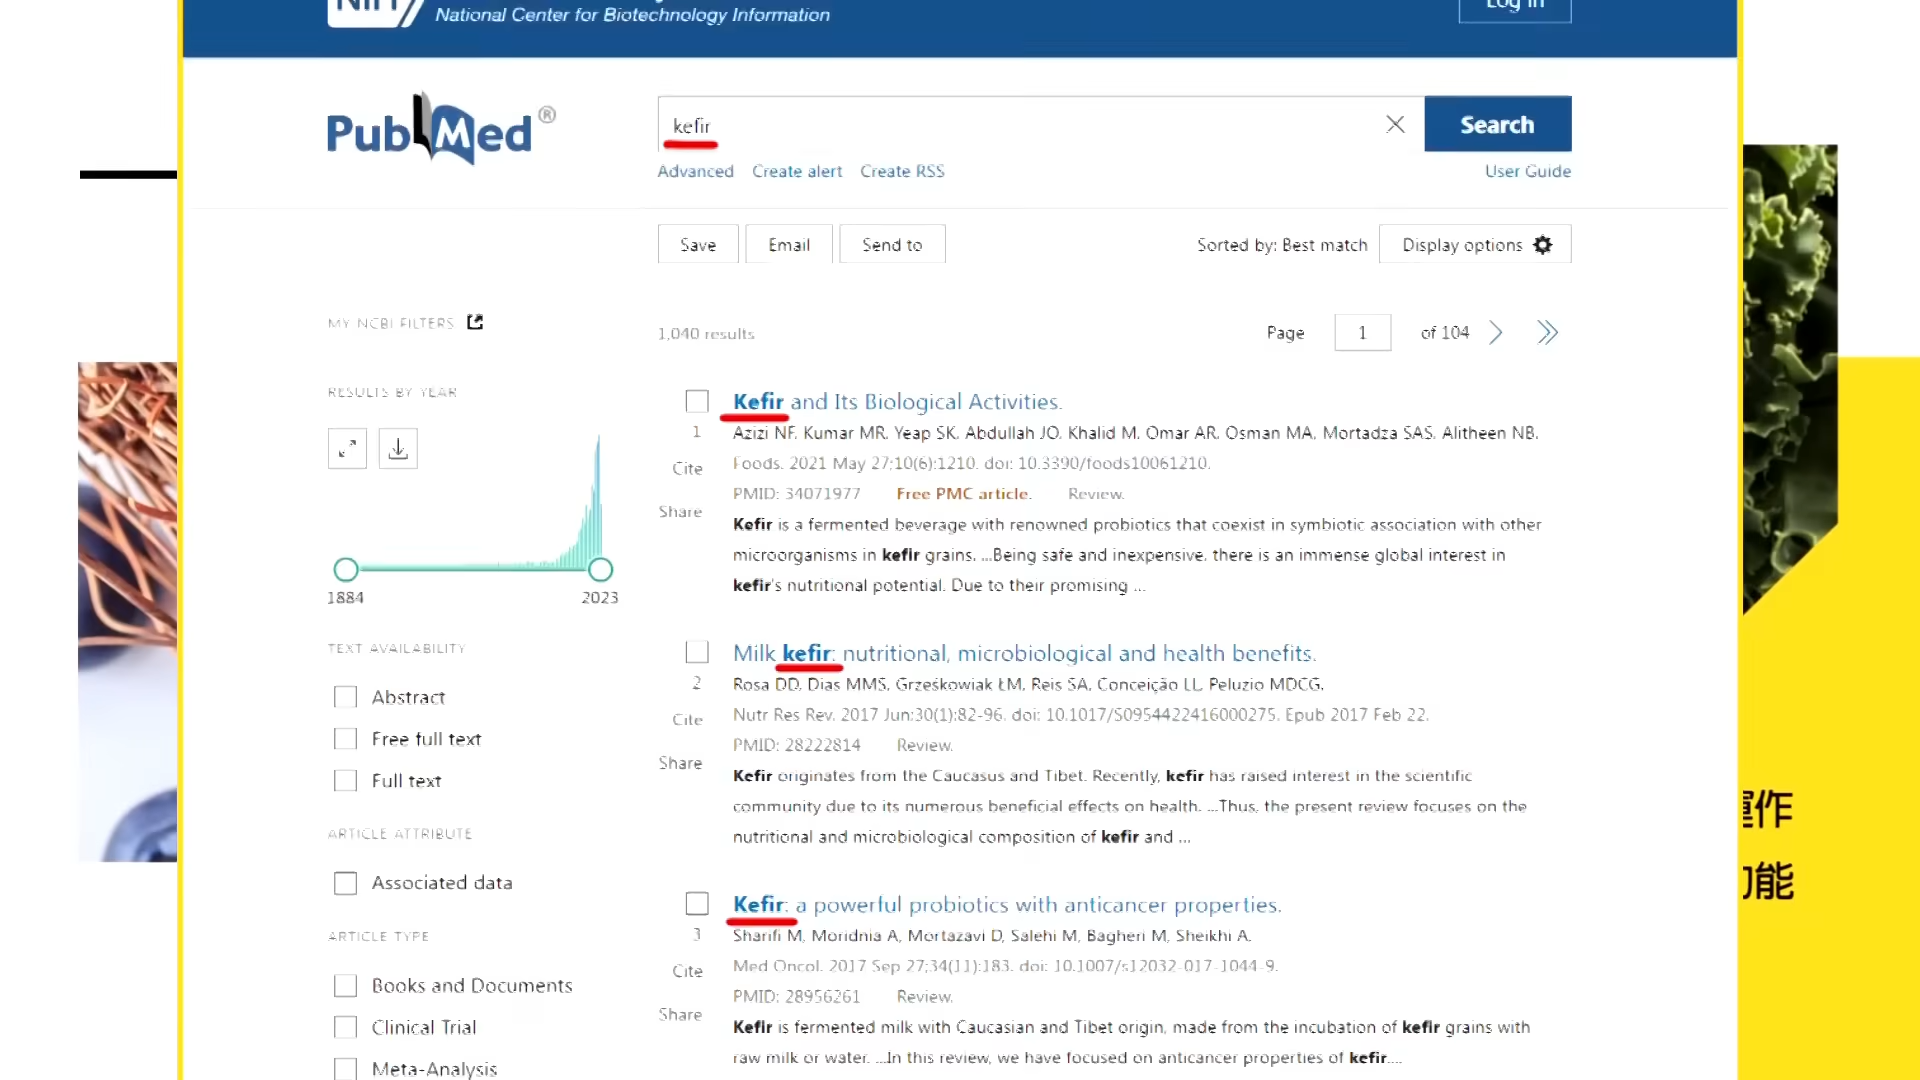 National Center for Biotechnology Information
Log in
PubMed®
kefir
Search
Advanced Create alert Create RSS
User Guide
Save Email Send to
Sorted by: Best match Display options
MY NCBI FILTERS
1,040 results
Page 1 of 104
RESULTS BY YEAR
1884 2023
TEXT AVAILABILITY
Abstract
Free full text
Full text
ARTICLE ATTRIBUTE
Associated data
ARTICLE TYPE
Books and Documents
Clinical Trial
Meta-Analysis
Kefir and Its Biological Activities.
1
Cite
Share
Azizi NF, Kumar MR, Yeap SK, Abdullah JO, Khalid M, Omar AR, Osman MA, Mortadza SAS, Alitheen NB.
Foods. 2021 May 27;10(6):1210. doi: 10.3390/foods10061210.
PMID: 34071977 Free PMC article. Review.
Kefir is a fermented beverage with renowned probiotics that coexist in symbiotic association with other
microorganisms in kefir grains. ...Being safe and inexpensive, there is an immense global interest in
kefir's nutritional potential. Due to their promising ...
Milk kefir: nutritional, microbiological and health benefits.
2
Cite
Share
Rosa DD, Dias MMS, Grześkowiak ŁM, Reis SA, Conceição LL, Peluzio MDCG.
Nutr Res Rev. 2017 Jun;30(1):82-96. doi: 10.1017/S0954422416000275. Epub 2017 Feb 22.
PMID: 28222814 Review.
Kefir originates from the Caucasus and Tibet. Recently, kefir has raised interest in the scientific
community due to its numerous beneficial effects on health. ...Thus, the present review focuses on the
nutritional and microbiological composition of kefir and ...
Kefir: a powerful probiotics with anticancer properties.
3
Cite
Share
Sharifi M, Moridnia A, Mortazavi D, Salehi M, Bagheri M, Sheikhi A.
Med Oncol. 2017 Sep 27;34(11):183. doi: 10.1007/s12032-017-1044-9.
PMID: 28956261 Review.
Kefir is fermented milk with Caucasian and Tibet origin, made from the incubation of kefir grains with
raw milk or water. ...In this review, we have focused on anticancer properties of kefir....
運作
功能